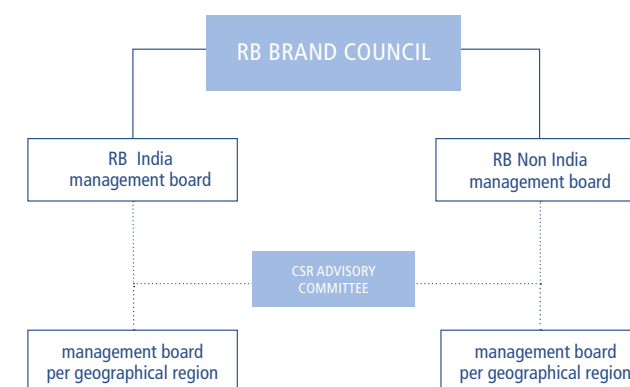 RB BRAND COUNCIL
RB India
management board
RB Non India
management board
CSR ADVISORY
COMMITTEE
management board
per geographical region
management board
per geographical region